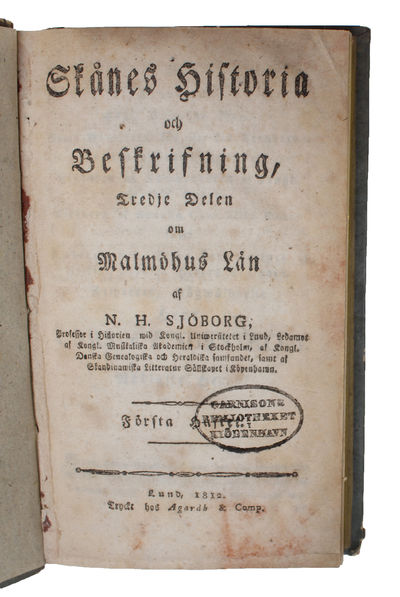 Skånes Historia
och
Beskrifning,
Tredje Delen
om
Malmöhus Län
af
N. H. SJÖBORG,
Professor i Historien wid Kongl. Universitetet i Lund, Ledamot
af Kongl. Musikaliska Akademien i Stockholm, af Kongl.
Danska Genealogiska och Heraldiska samfundet, samt af
Skandinaviska Litteratur Sällskapet i Köpenhamn.
GARNISONS
BIBLIOTHEKET
KIÖBENHAVN
Första Häftet.
Lund, 1812.
Tryckt hos Agardh & Comp.